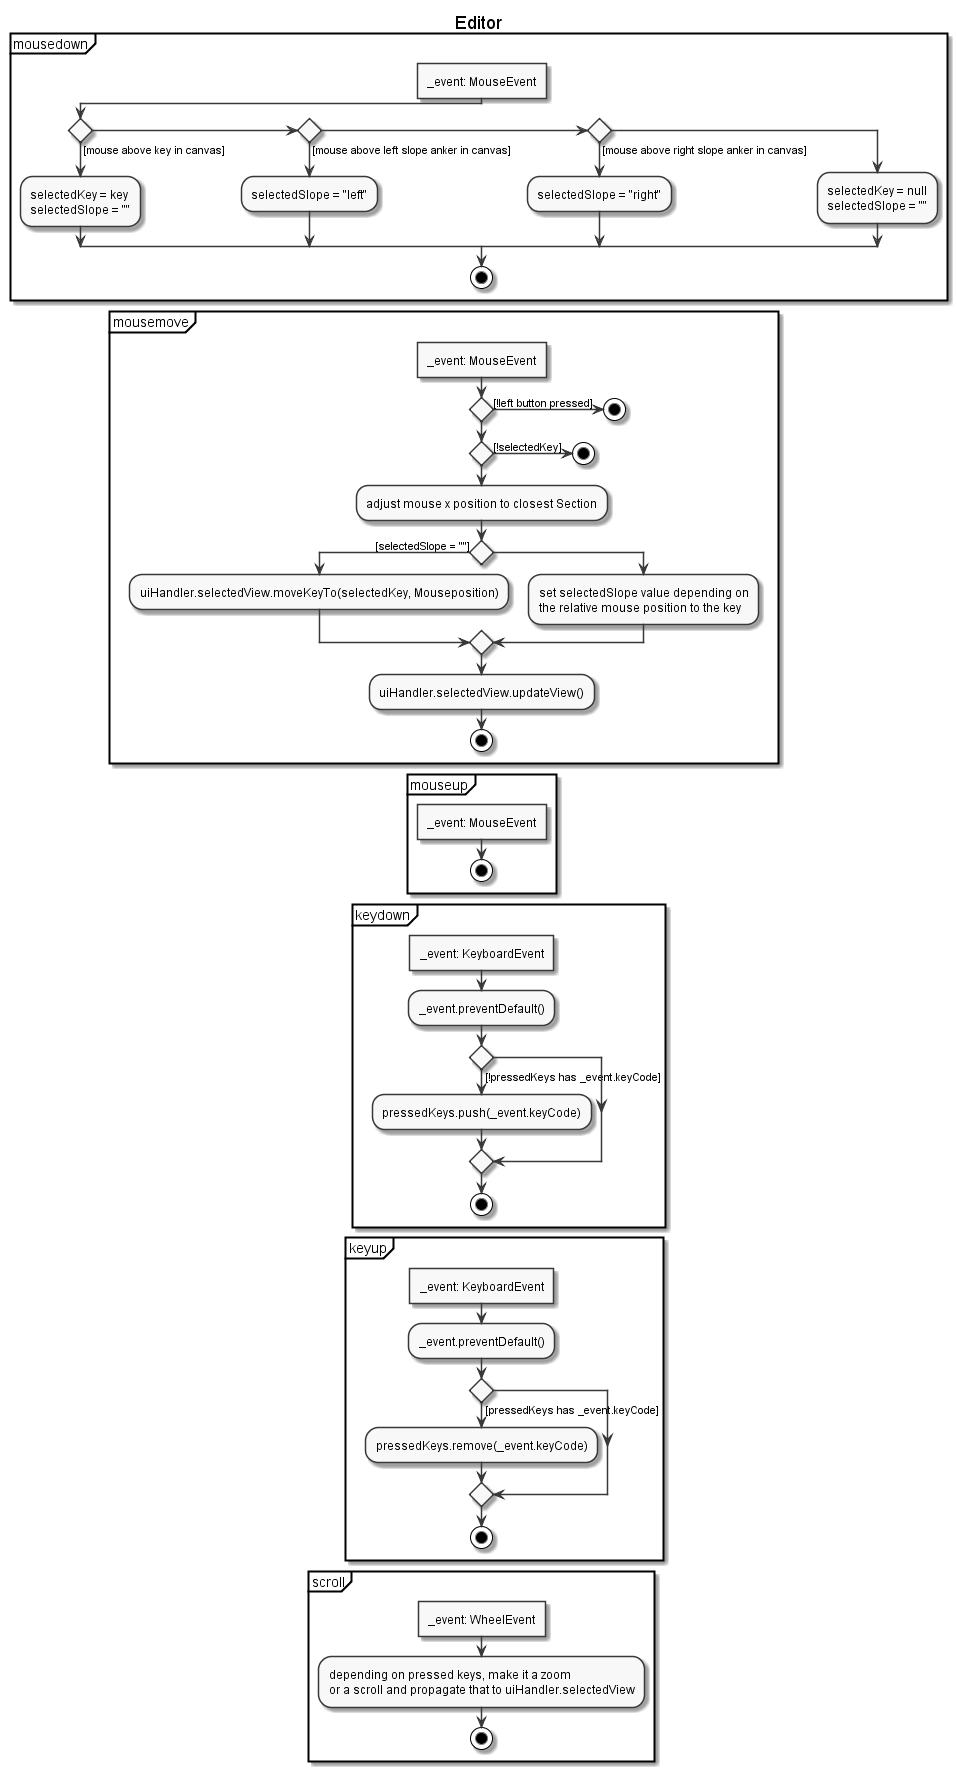 Editor
mousedown
_event: MouseEvent
[mouse above key in canvas]
[mouse above left slope anker in canvas]
[mouse above right slope anker in canvas]
selectedKey = key
selectedSlope = ""
selectedSlope = "left"
selectedSlope = "right"
selectedKey = null
selectedSlope = ""
mousemove
_event: MouseEvent
[!left button pressed]
[!selectedKey]
adjust mouse x position to closest Section
[selectedSlope = ""]
uiHandler.selectedView.moveKeyTo(selectedKey, Mouseposition)
set selectedSlope value depending on
the relative mouse position to the key
uiHandler.selectedView.updateView()
mouseup
_event: MouseEvent
keydown
_event: KeyboardEvent
_event.preventDefault()
[!pressedKeys has _event.keyCode]
pressedKeys.push(_event.keyCode)
keyup
_event: KeyboardEvent
_event.preventDefault()
[pressedKeys has _event.keyCode]
pressedKeys.remove(_event.keyCode)
scroll
_event: WheelEvent
depending on pressed keys, make it a zoom
or a scroll and propagate that to uiHandler.selectedView